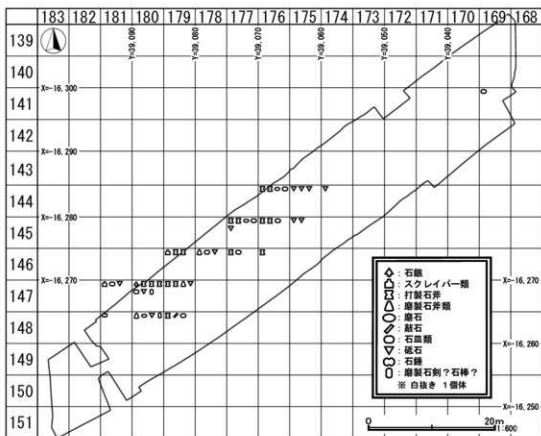 183 182 181 180 179 178 177 176 175 174 173 172 171 170 169 168
139
140
141
142
143
144
145
146
147
148
149
150
151
Y=39,090
Y=39,080
Y=39,070
Y=39,060
Y=39,050
Y=39,040
X=-16,300
X=-16,290
X=-16,280
X=-16,270
X=-16,270
X=-16,260
X=-16,250
:石鏃
:スクレイパー類
:打製石斧
:磨製石斧類
:磨石
:敲石
:石皿類
:砥石
:石錘
:磨製石剣?石棒?
※ 白抜き 1個体
0 20m
1:600